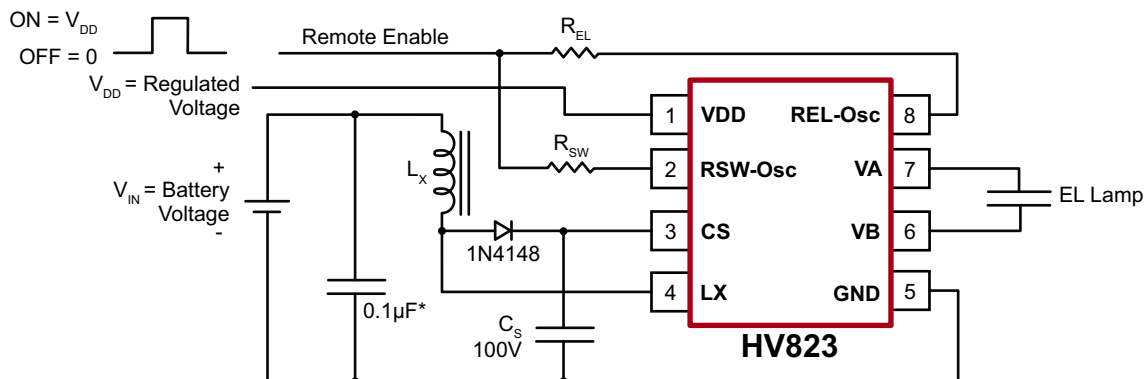 ON = VDD
OFF = 0
Remote Enable
REL
VDD = Regulated
Voltage
1
VDD
REL-Osc
8
RSW
2
RSW-Osc
VA
7
LX
+
VIN = Battery
Voltage
-
EL Lamp
3
CS
VB
6
1N4148
4
LX
GND
5
0.1µF*
CS
100V
HV823